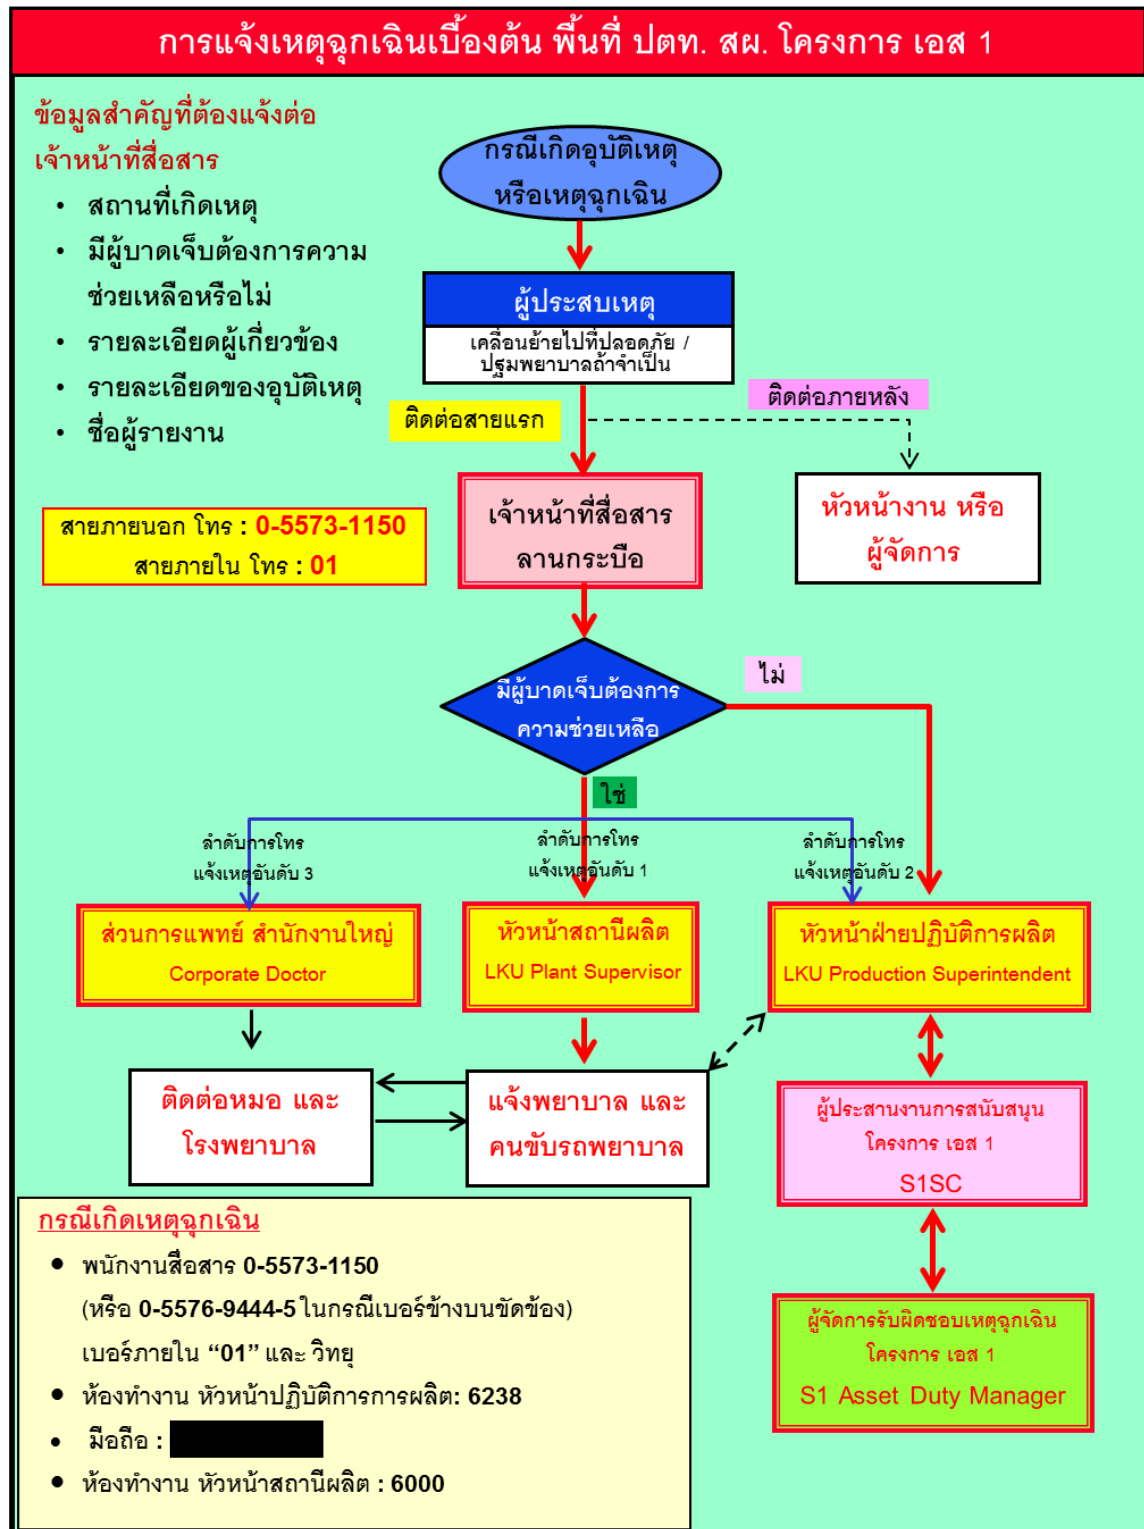 การแจ้งเหตุฉุกเฉินเบื้องต้น พื้นที่ ปตท. สผ. โครงการ เอส 1
ข้อมูลสำคัญที่ต้องแจ้งต่อ
เจ้าหน้าที่สื่อสาร
• สถานที่เกิดเหตุ
• มีผู้บาดเจ็บต้องการความ
ช่วยเหลือหรือไม่
• รายละเอียดผู้เกี่ยวข้อง
• รายละเอียดของอุบัติเหตุ
• ชื่อผู้รายงาน
กรณีเกิดอุบัติเหตุ
หรือเหตุฉุกเฉิน
ผู้ประสบเหตุ
เคลื่อนย้ายไปที่ปลอดภัย /
ปฐมพยาบาลถ้าจำเป็น
ติดต่อสายแรก
ติดต่อภายหลัง
สายภายนอก โทร : 0-5573-1150
สายภายใน โทร : 01
เจ้าหน้าที่สื่อสาร
ลานกระบือ
หัวหน้างาน หรือ
ผู้จัดการ
มีผู้บาดเจ็บต้องการ
ความช่วยเหลือ
ไม่
ใช่
ลำดับการโทร
แจ้งเหตุอันดับ 3
ลำดับการโทร
แจ้งเหตุอันดับ 1
ลำดับการโทร
แจ้งเหตุอันดับ 2
ส่วนการแพทย์ สำนักงานใหญ่
Corporate Doctor
หัวหน้าสถานีผลิต
LKU Plant Supervisor
หัวหน้าฝ่ายปฏิบัติการผลิต
LKU Production Superintendent
ติดต่อหมอ และ
โรงพยาบาล
แจ้งพยาบาล และ
คนขับรถพยาบาล
ผู้ประสานงานการสนับสนุน
โครงการ เอส 1
S1SC
ผู้จัดการรับผิดชอบเหตุฉุกเฉิน
โครงการ เอส 1
S1 Asset Duty Manager
กรณีเกิดเหตุฉุกเฉิน
• พนักงานสื่อสาร 0-5573-1150
(หรือ 0-5576-9444-5 ในกรณีเบอร์ข้างบนขัดข้อง)
เบอร์ภายใน “01” และ วิทยุ
• ห้องทำงาน หัวหน้าปฏิบัติการการผลิต: 6238
• มือถือ :
• ห้องทำงาน หัวหน้าสถานีผลิต : 6000